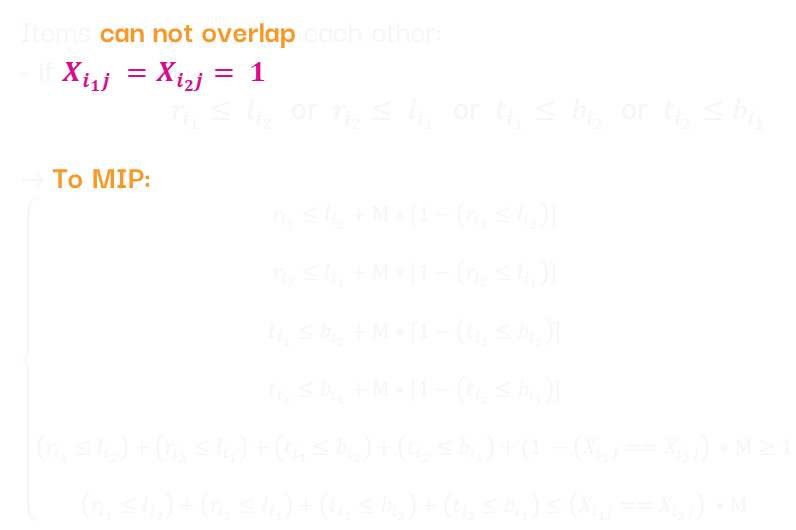 Items can not overlap each other:
- if X_{i_1 j} = X_{i_2 j} = 1
r_{i_1} ≤ l_{i_2} or r_{i_2} ≤ l_{i_1} or t_{i_1} ≤ b_{i_2} or t_{i_2} ≤ b_{i_1}
→ To MIP:
r_{i_1} ≤ l_{i_2} + M * [1 − (r_{i_1} ≤ l_{i_2})]
r_{i_2} ≤ l_{i_1} + M * [1 − (r_{i_2} ≤ l_{i_1})]
t_{i_1} ≤ b_{i_2} + M * [1 − (t_{i_1} ≤ b_{i_2})]
t_{i_2} ≤ b_{i_1} + M * [1 − (t_{i_2} ≤ b_{i_1})]
(r_{i_1} ≤ l_{i_2}) + (r_{i_2} ≤ l_{i_1}) + (t_{i_1} ≤ b_{i_2}) + (t_{i_2} ≤ b_{i_1}) + (1 − (X_{i_1 j} == X_{i_2 j}) * M ≥ 1
(r_{i_1} ≤ l_{i_2}) + (r_{i_2} ≤ l_{i_1}) + (t_{i_1} ≤ b_{i_2}) + (t_{i_2} ≤ b_{i_1}) ≤ (X_{i_1 j} == X_{i_2 j}) * M